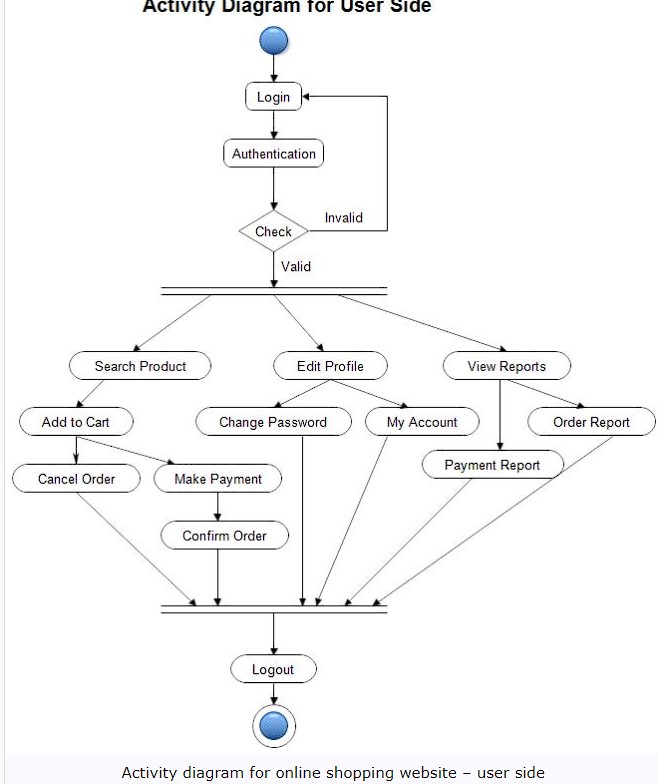 Activity Diagram for User Side
Login
Authentication
Check
Invalid
Valid
Search Product
Edit Profile
View Reports
Add to Cart
Change Password
My Account
Order Report
Cancel Order
Make Payment
Payment Report
Confirm Order
Logout
Activity diagram for online shopping website – user side